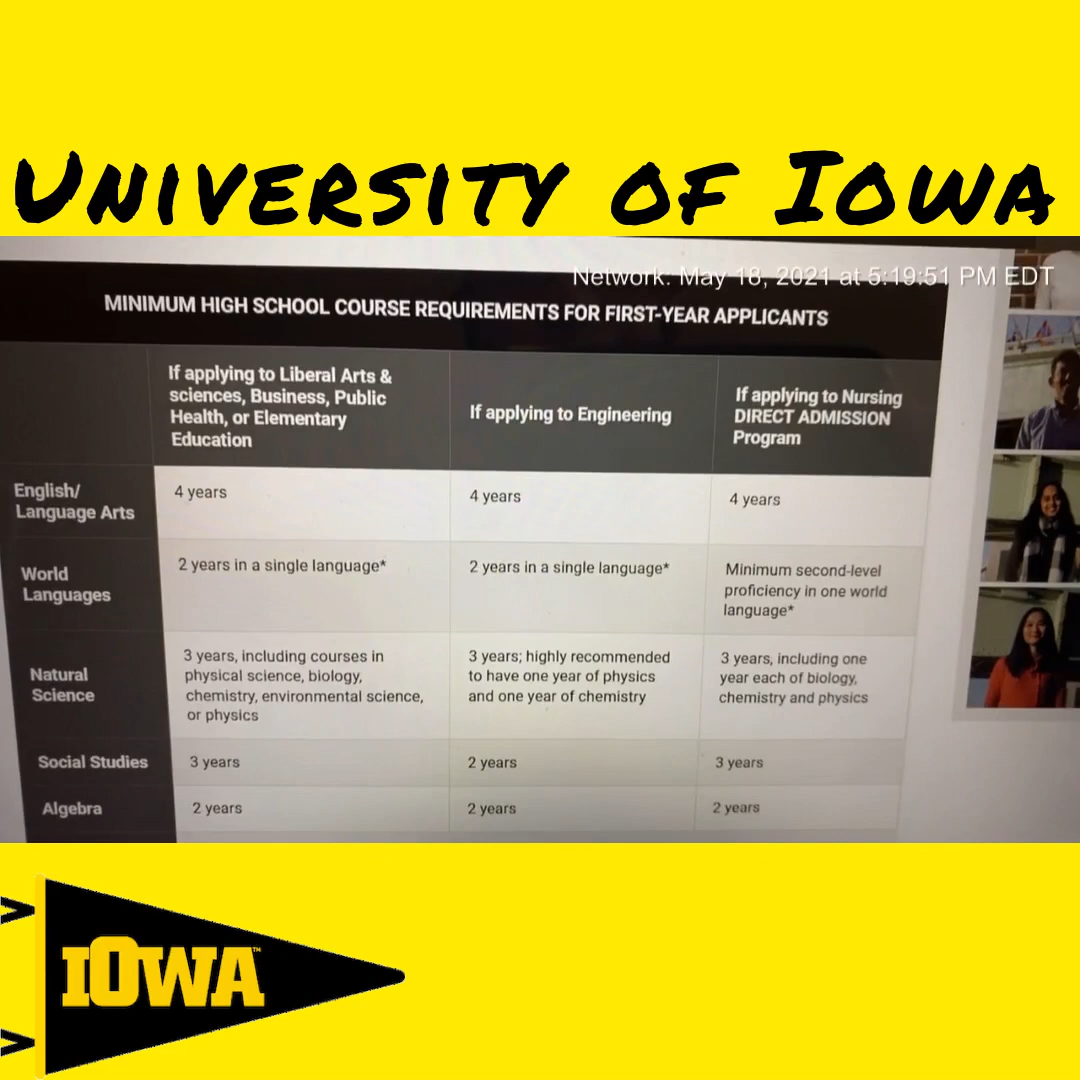 UNIVERSITY OF IOWA
Network: May 18, 2021 at 5:19:51 PM EDT
MINIMUM HIGH SCHOOL COURSE REQUIREMENTS FOR FIRST-YEAR APPLICANTS
If applying to Liberal Arts &
sciences, Business, Public
Health, or Elementary
Education
If applying to Engineering
If applying to Nursing
DIRECT ADMISSION
Program
English/
Language Arts
4 years
4 years
4 years
World
Languages
2 years in a single language*
2 years in a single language*
Minimum second-level
proficiency in one world
language*
Natural
Science
3 years, including courses in
physical science, biology,
chemistry, environmental science,
or physics
3 years; highly recommended
to have one year of physics
and one year of chemistry
3 years, including one
year each of biology,
chemistry and physics
Social Studies
3 years
2 years
3 years
Algebra
2 years
2 years
2 years
IOWA™